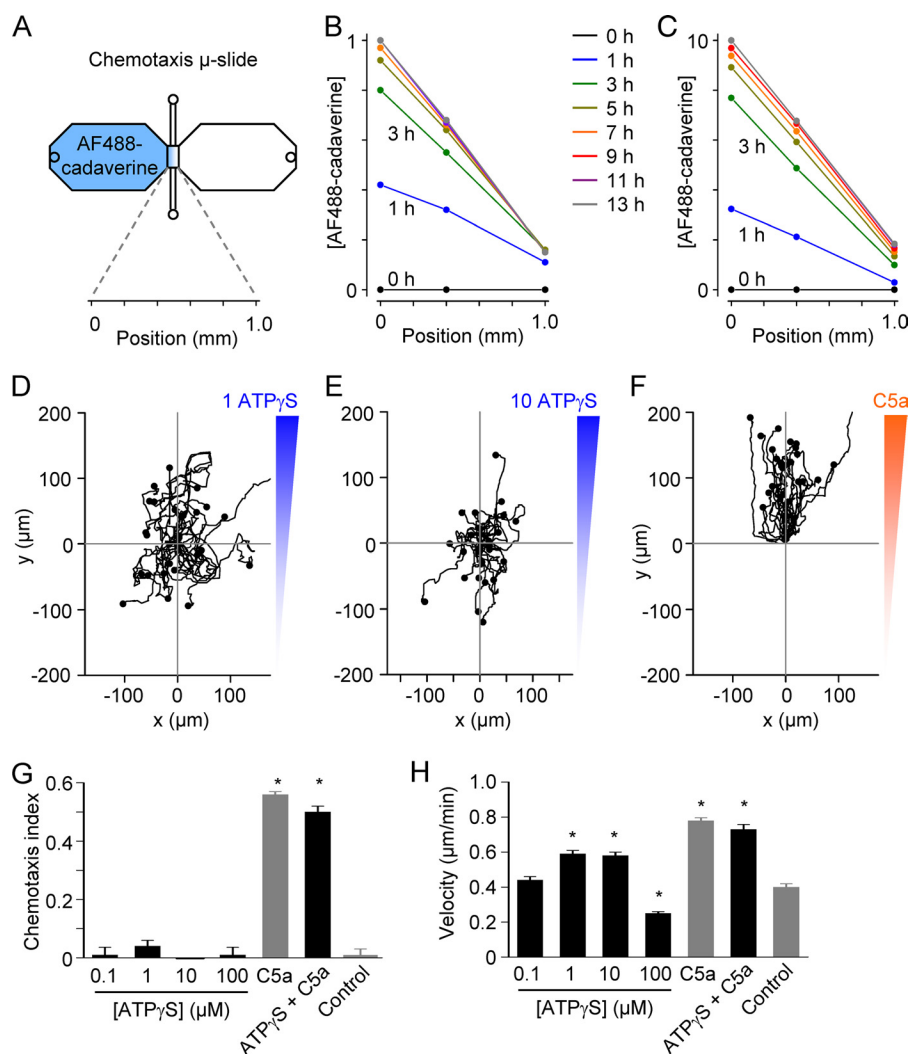 A
Chemotaxis μ-slide
AF488-
cadaverine
0
1.0
Position (mm)
B
[AF488-cadaverine]
1
0
3 h
1 h
0 h
0
1.0
Position (mm)
0 h
1 h
3 h
5 h
7 h
9 h
11 h
13 h
C
[AF488-cadaverine]
10
0
3 h
1 h
0 h
0
1.0
Position (mm)
D
1 ATPγS
y (μm)
200
100
0
-100
-200
-100 0 100
x (μm)
E
10 ATPγS
200
100
0
-100
-200
-100 0 100
x (μm)
F
C5a
y (μm)
200
100
0
-100
-200
-100 0 100
x (μm)
G
Chemotaxis index
0.6
0.4
0.2
0
* *
0.1 1 10 100
[ATPγS] (μM)
C5a
ATPγS + C5a
Control
H
Velocity (μm/min)
1.0
0.8
0.6
0.4
0.2
0
* * * * *
0.1 1 10 100
[ATPγS] (μM)
C5a
ATPγS + C5a
Control